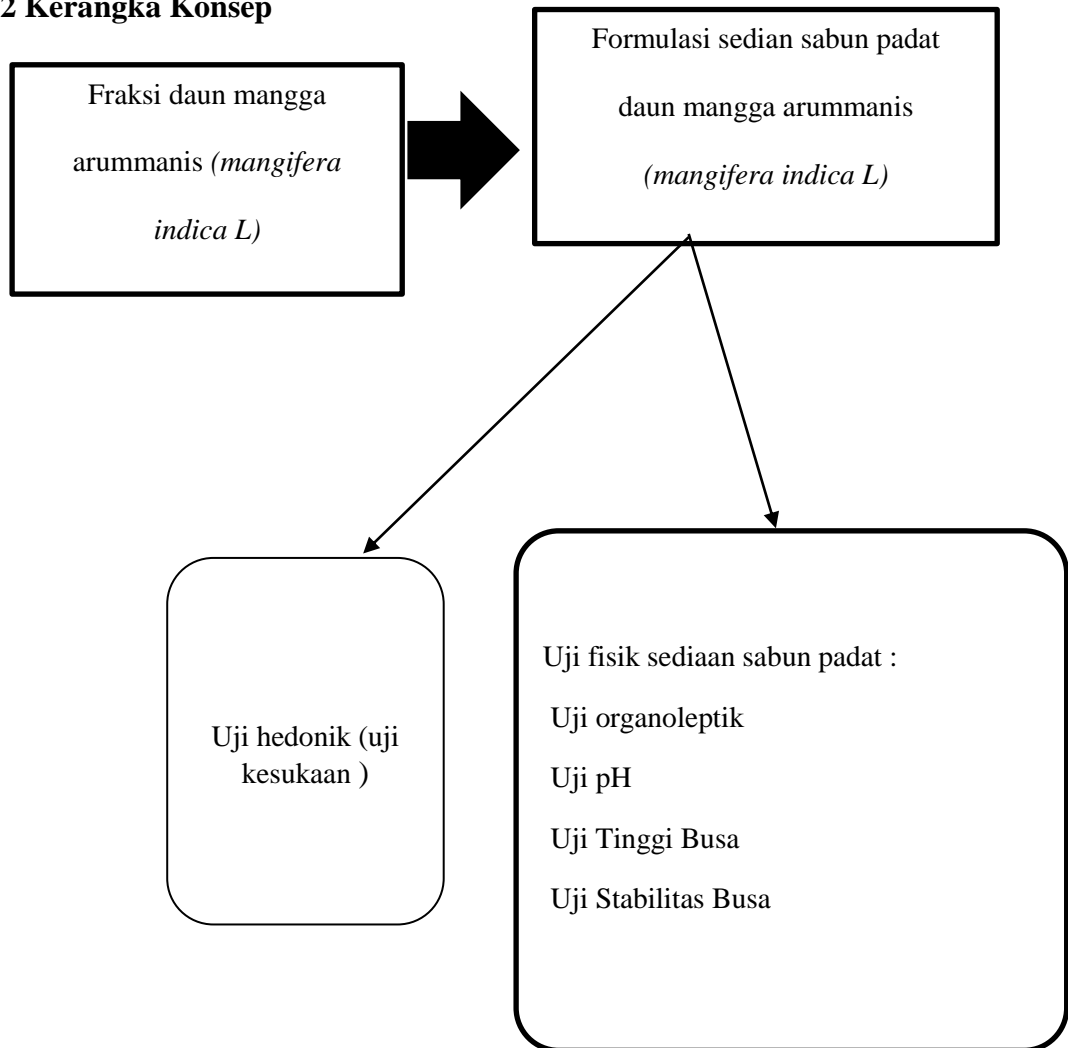 2 Kerangka Konsep
Fraksi daun mangga
arummanis (mangifera
indica L)
Formulasi sedian sabun padat
daun mangga arummanis
(mangifera indica L)
Uji hedonik (uji
kesukaan )
Uji fisik sediaan sabun padat :
Uji organoleptik
Uji pH
Uji Tinggi Busa
Uji Stabilitas Busa